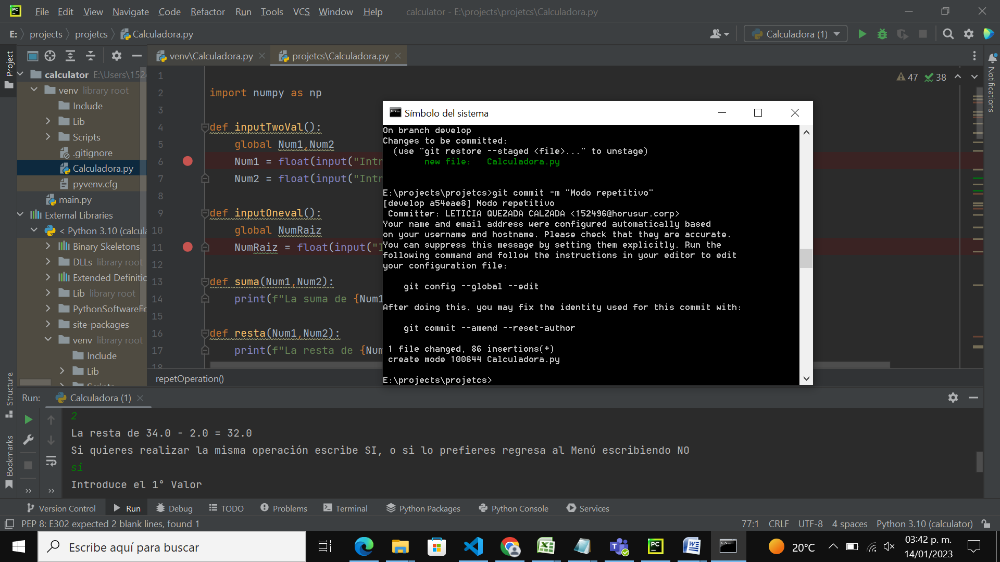 File Edit View Navigate Code Refactor Run Tools VCS Window Help calculator - E:\projects\projetcs\Calculadora.py
E: projects projetcs Calculadora.py Calculadora (1)
Project
venv\Calculadora.py projetcs\Calculadora.py
calculator E:\Users\1524
venv library root
Include
Lib
Scripts
.gitignore
Calculadora.py
pyvenv.cfg
main.py
External Libraries
< Python 3.10 (calcula
Binary Skeletons
DLLs library root
Extended Definitic
Lib library root
PythonSoftwareFo
site-packages
venv library root
Include
Lib
Scripts
47 38
1
2 import numpy as np
3
4 def inputTwoVal():
5 global Num1,Num2
6 Num1 = float(input("Intr
7 Num2 = float(input("Intr
8
9 def inputOneval():
10 global NumRaiz
11 NumRaiz = float(input("I
12
13 def suma(Num1,Num2):
14 print(f"La suma de {Num1
15
16 def resta(Num1,Num2):
17 print(f"La resta de {Num
18
repetOperation()
Notifications
Símbolo del sistema
On branch develop
Changes to be committed:
(use "git restore --staged <file>..." to unstage)
new file: Calculadora.py
E:\projects\projetcs>git commit -m "Modo repetitivo"
[develop a54eae8] Modo repetitivo
Committer: LETICIA QUEZADA CALZADA <152496@horusur.corp>
Your name and email address were configured automatically based
on your username and hostname. Please check that they are accurate.
You can suppress this message by setting them explicitly. Run the
following command and follow the instructions in your editor to edit
your configuration file:
git config --global --edit
After doing this, you may fix the identity used for this commit with:
git commit --amend --reset-author
1 file changed, 86 insertions(+)
create mode 100644 Calculadora.py
E:\projects\projetcs>
Structure
Bookmarks
Run: Calculadora (1)
2
La resta de 34.0 - 2.0 = 32.0
Si quieres realizar la misma operación escribe SI, o si lo prefieres regresa al Menú escribiendo NO
si
Introduce el 1° Valor
Version Control Run Debug TODO Problems Terminal Python Packages Python Console Services
PEP 8: E302 expected 2 blank lines, found 1 77:1 CRLF UTF-8 4 spaces Python 3.10 (calculator)
Escribe aquí para buscar
20°C
03:42 p. m.
14/01/2023